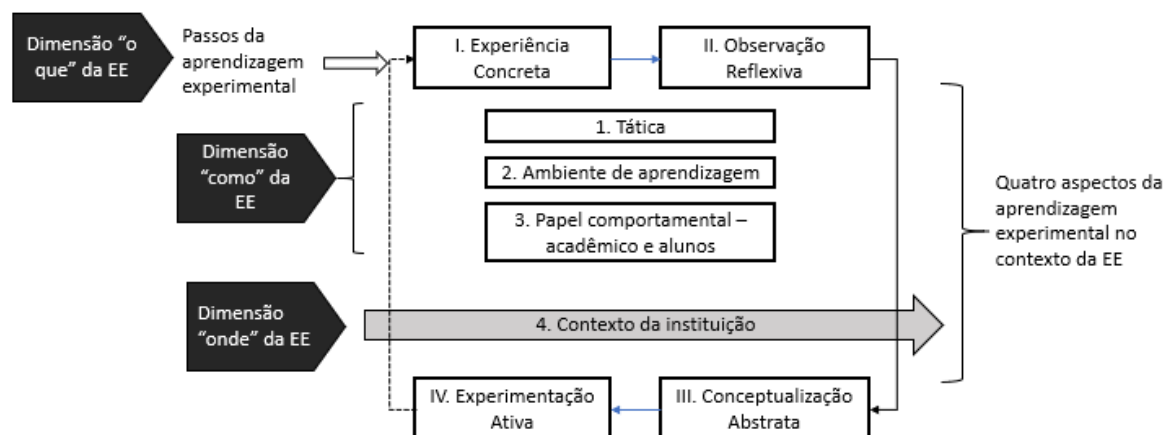 Dimensão “o
que” da EE
Passos da
aprendizagem
experimental
I. Experiência
Concreta
II. Observação
Reflexiva
Dimensão
“como” da
EE
1. Tática
2. Ambiente de aprendizagem
3. Papel comportamental –
acadêmico e alunos
Quatro aspectos da
aprendizagem
experimental no
contexto da EE
Dimensão
“onde” da EE
4. Contexto da instituição
IV. Experimentação
Ativa
III. Conceptualização
Abstrata